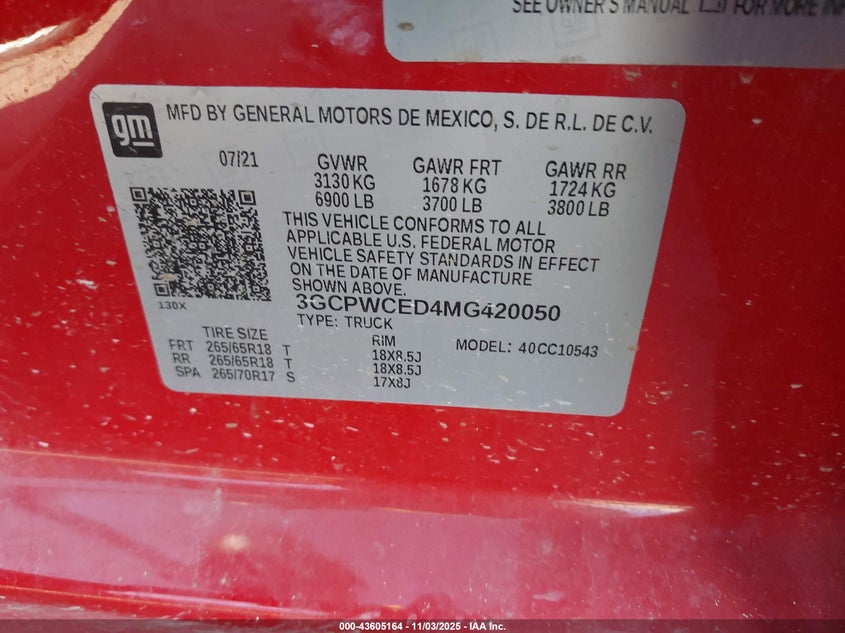 SEE OWNER'S MANUAL FOR MORE
gm
MFD BY GENERAL MOTORS DE MEXICO, S. DE R.L. DE C.V.
07/21 GVWR GAWR FRT GAWR RR
3130 KG 1678 KG 1724 KG
6900 LB 3700 LB 3800 LB
THIS VEHICLE CONFORMS TO ALL
APPLICABLE U.S. FEDERAL MOTOR
VEHICLE SAFETY STANDARDS IN EFFECT
ON THE DATE OF MANUFACTURE
SHOWN ABOVE.
130X
3GCPWCED4MG420050
TYPE: TRUCK
TIRE SIZE RIM MODEL: 40CC10543
FRT 265/65R18 T 18X8.5J
RR 265/65R18 T 18X8.5J
SPA 265/70R17 S 17X8J
000-43605164 - 11/03/2025 - IAA Inc.